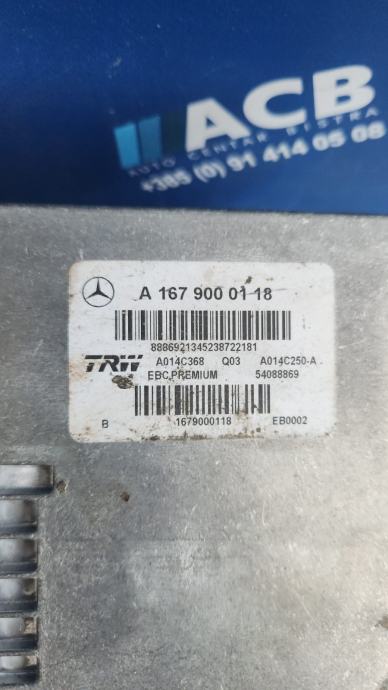 ACB
AUTO CENTAR BISTRA
+385 (0) 91 414 05 08
A 167 900 01 18
8886921345238722181
TRW A014C368 Q03 A014C250-A
EBC PREMIUM 54088869
B 1679000118 EB0002